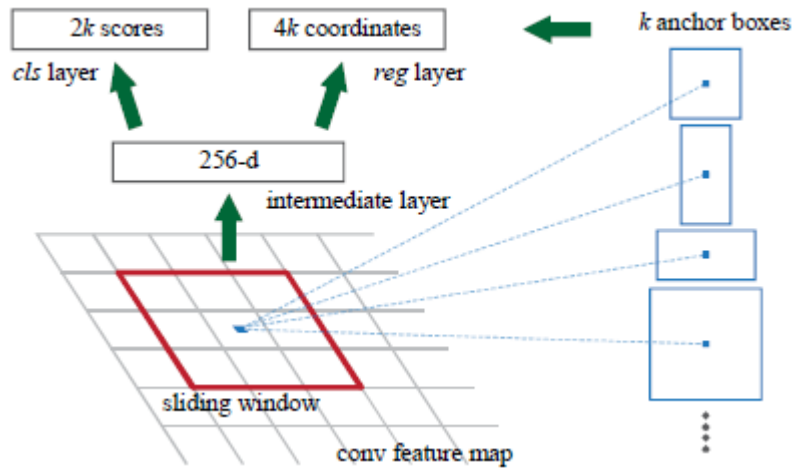 2k scores
4k coordinates
k anchor boxes
cls layer
reg layer
256-d
intermediate layer
sliding window
conv feature map